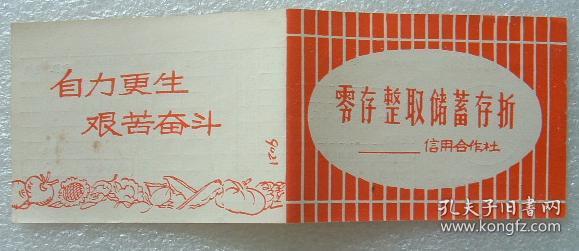 自力更生
艰苦奋斗
9021
零存整取储蓄存折
信用合作社
孔夫子旧书网
kongfz.com